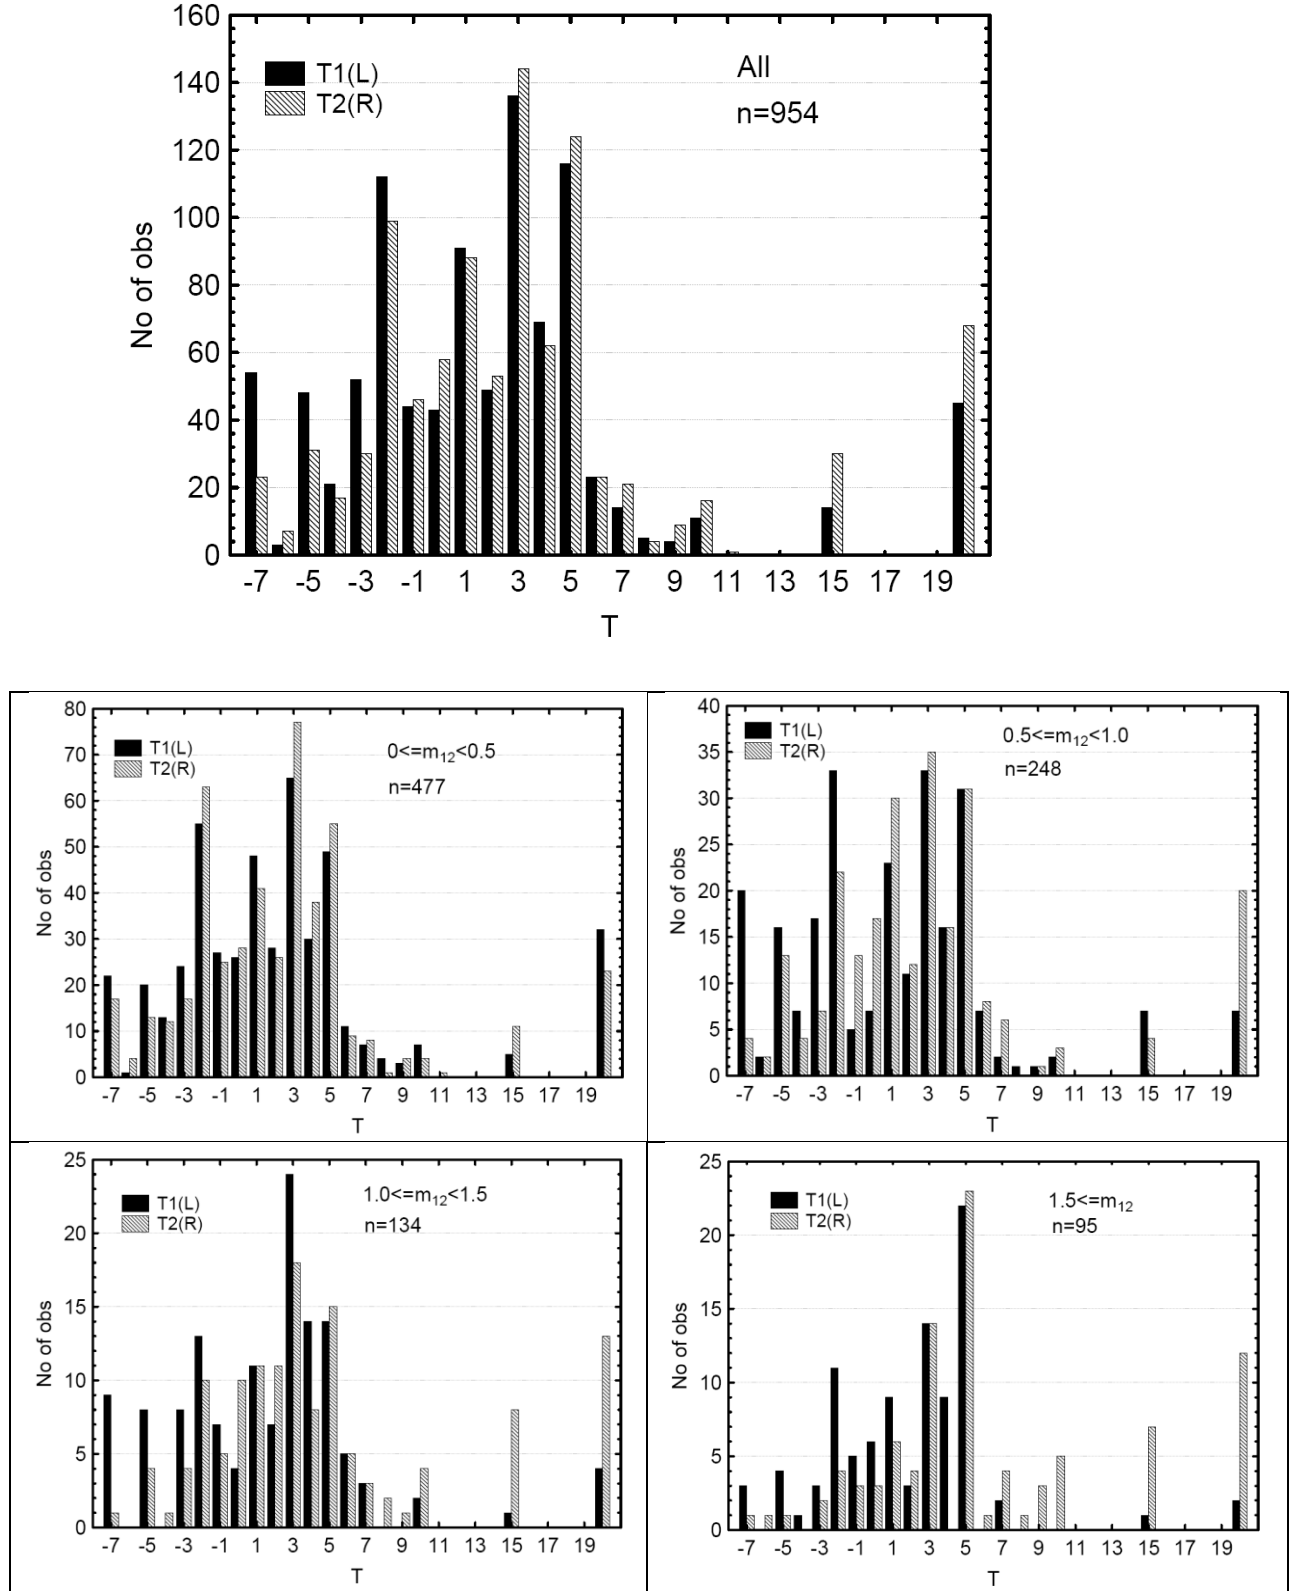 160
140
120
100
80
60
40
20
0
No of obs
T1(L)
T2(R)
All
n=954
-7 -5 -3 -1 1 3 5 7 9 11 13 15 17 19
T
80
70
60
50
40
30
20
10
0
No of obs
T1(L)
T2(R)
0<=m12<0.5
n=477
-7 -5 -3 -1 1 3 5 7 9 11 13 15 17 19
T
40
35
30
25
20
15
10
5
0
No of obs
T1(L)
T2(R)
0.5<=m12<1.0
n=248
-7 -5 -3 -1 1 3 5 7 9 11 13 15 17 19
T
25
20
15
10
5
0
No of obs
T1(L)
T2(R)
1.0<=m12<1.5
n=134
-7 -5 -3 -1 1 3 5 7 9 11 13 15 17 19
T
25
20
15
10
5
0
No of obs
T1(L)
T2(R)
1.5<=m12
n=95
-7 -5 -3 -1 1 3 5 7 9 11 13 15 17 19
T